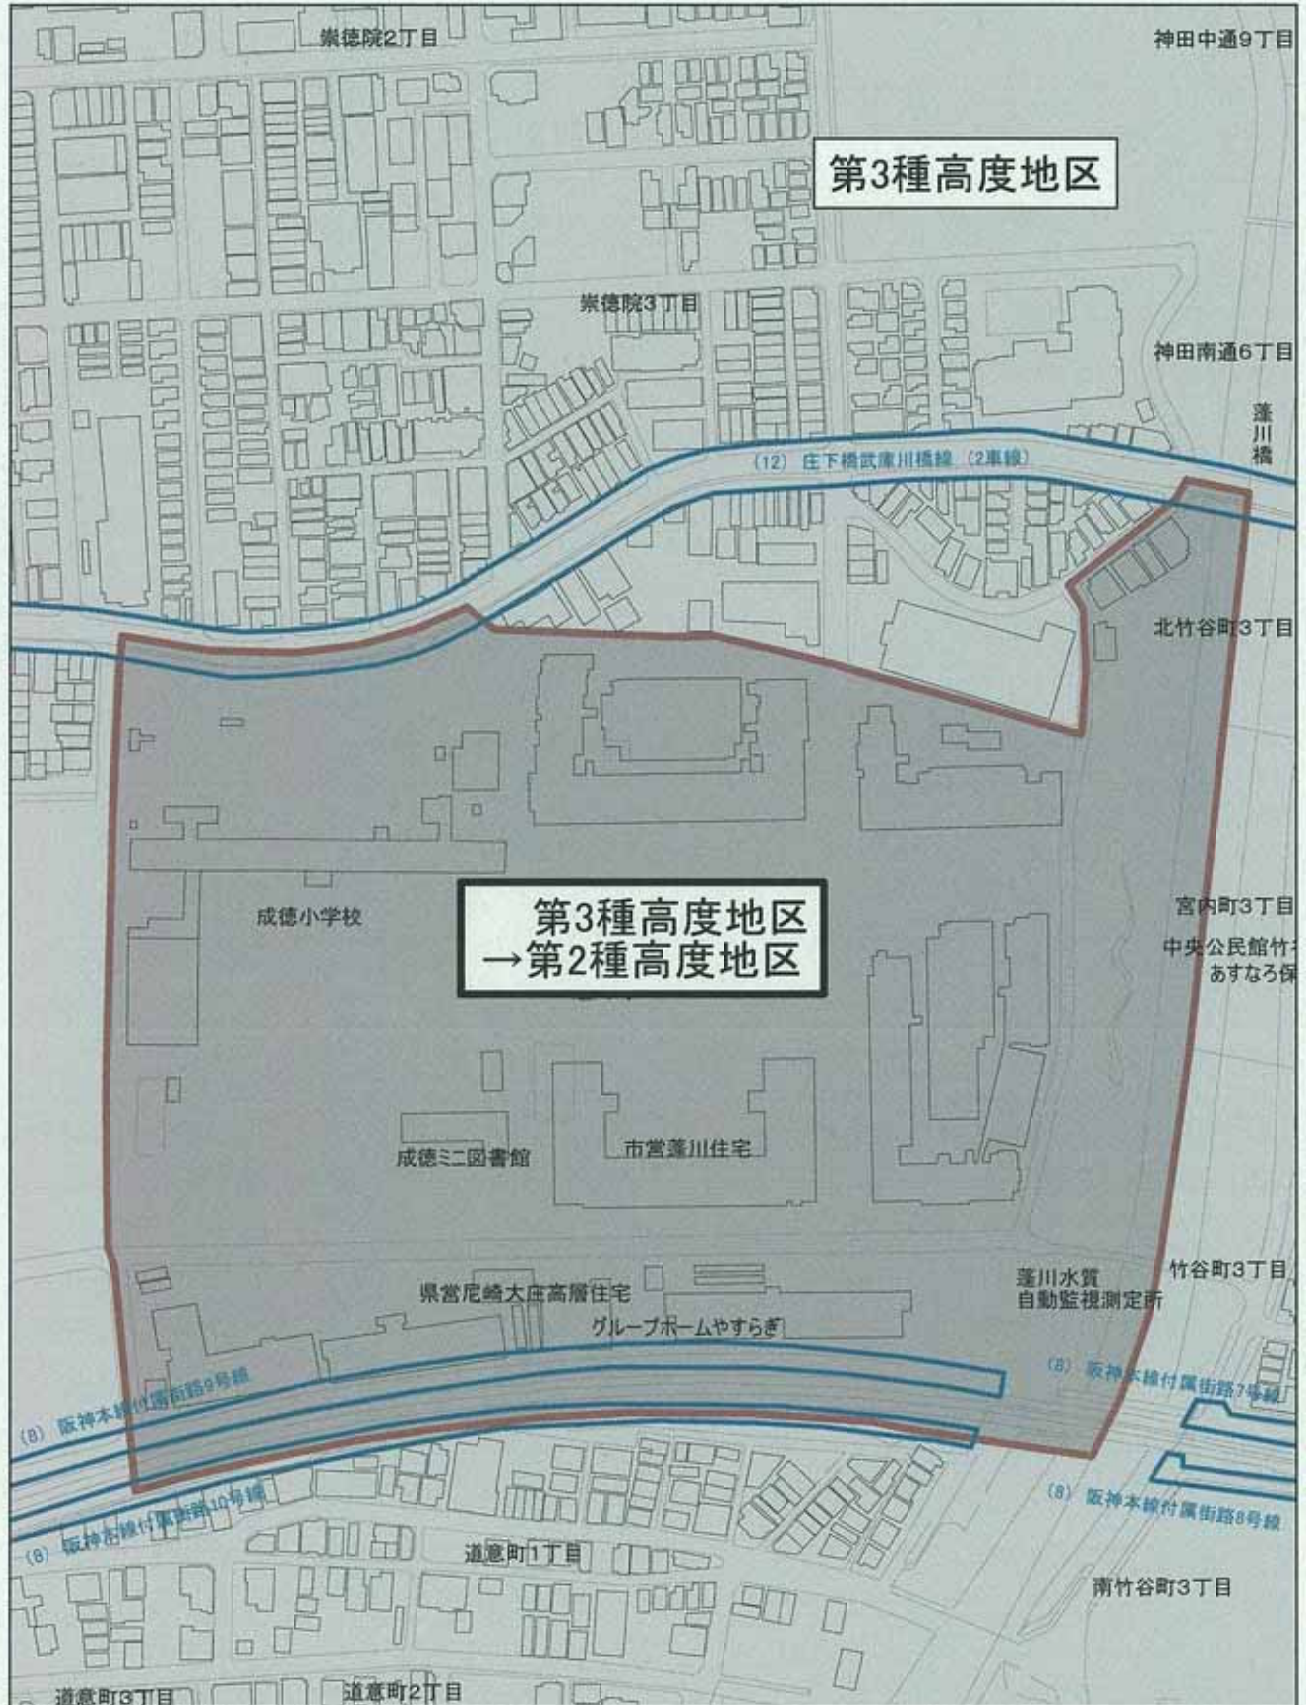 崇徳院2丁目
神田中通9丁目
第3種高度地区
崇徳院3丁目
神田南通6丁目
蓬川橋
(12) 庄下橋武庫川橋線 (2車線)
北竹谷町3丁目
成徳小学校
第3種高度地区
→第2種高度地区
宮内町3丁目
中央公民館竹
あすなろ保
成徳ミニ図書館
市営蓬川住宅
県営尼崎大庄高層住宅
グループホームやすらぎ
蓬川水質
自動監視測定所
竹谷町3丁目
(8) 阪神本線付属街路9号線
(8) 阪神本線付属街路7号線
(8) 阪神本線付属街路10号線
(8) 阪神本線付属街路8号線
道意町1丁目
南竹谷町3丁目
道意町3丁目
道意町2丁目